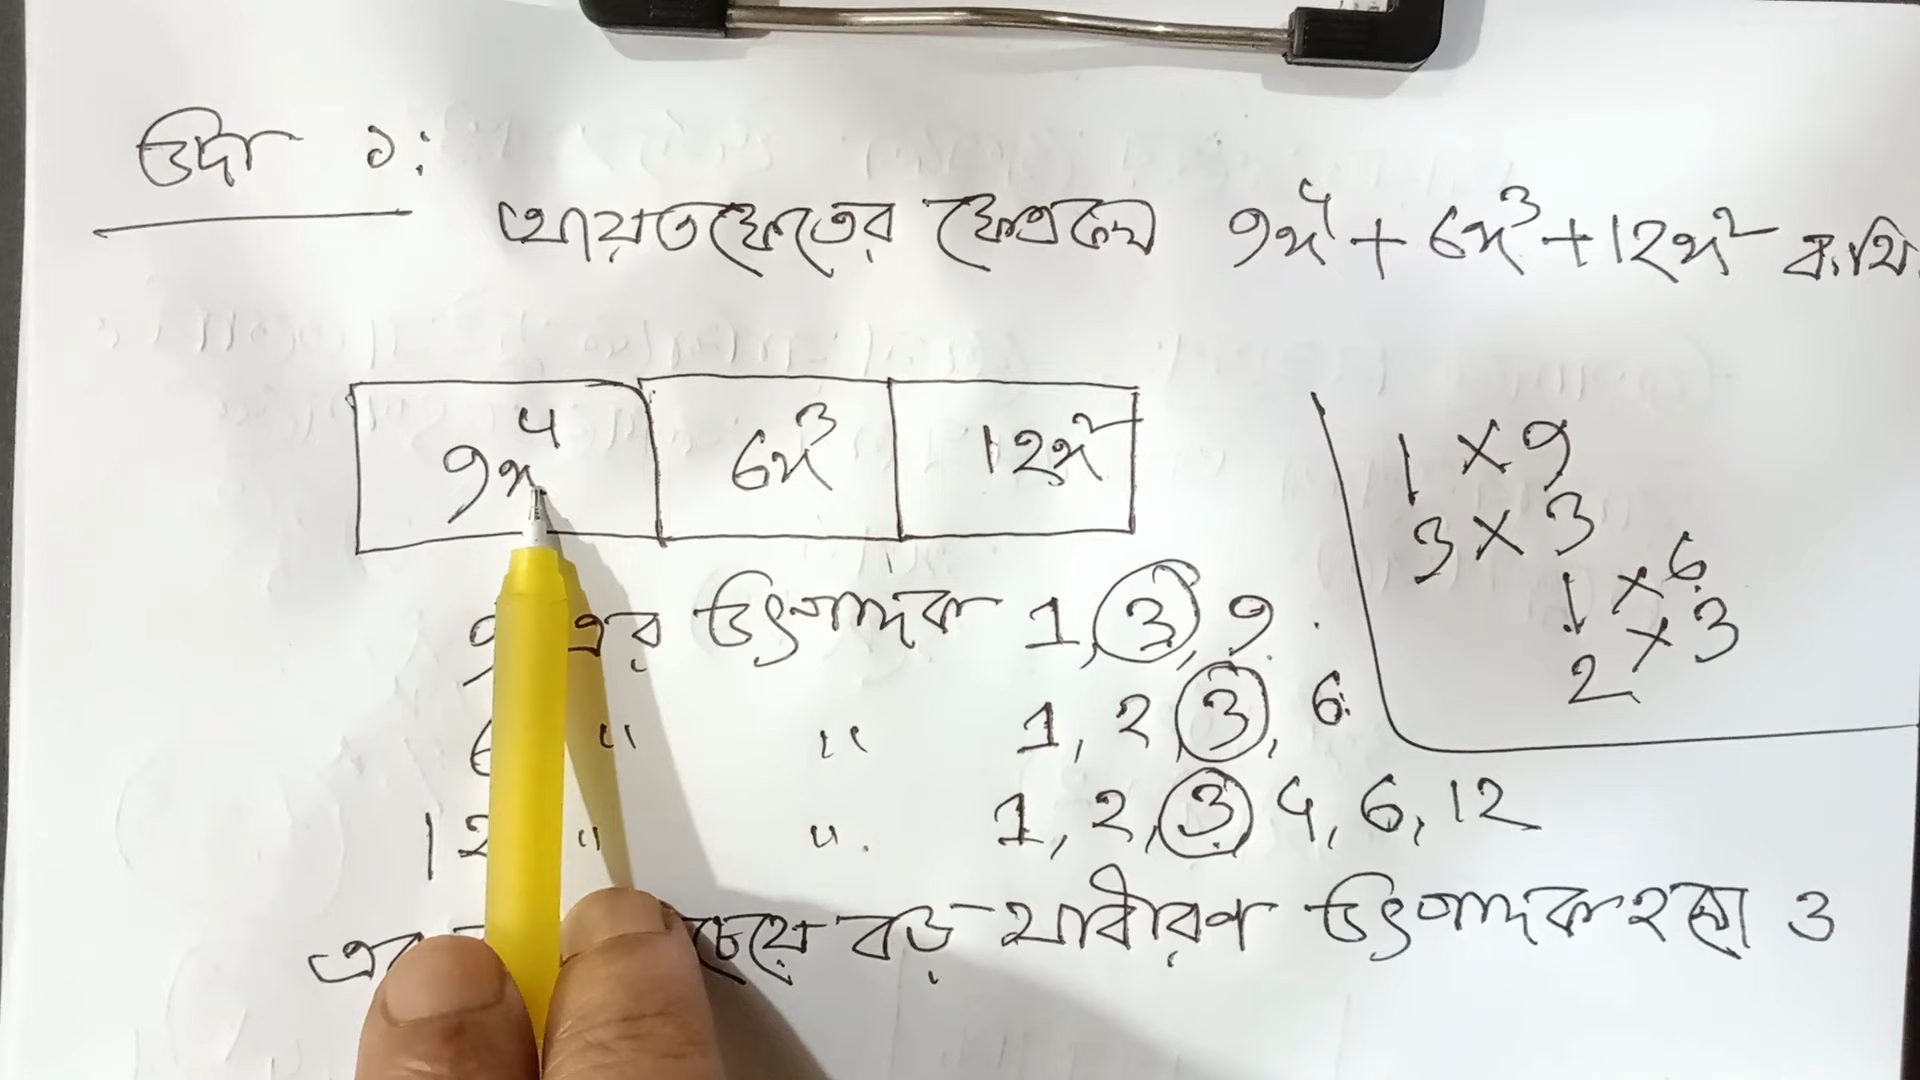 উদা ১:
আয়তক্ষেত্রের ক্ষেত্রফল 9x⁴ + 6x³ + 12x²
9x⁴ 6x³ 12x²
1 × 9
3 × 3
1 × 6
2 × 3
9 এর উৎপাদক 1, 3, 9
6 " " 1, 2, 3, 6
12 " " 1, 2, 3, 4, 6, 12
চেয়ে বড় সাধারণ উৎপাদক হলো 3